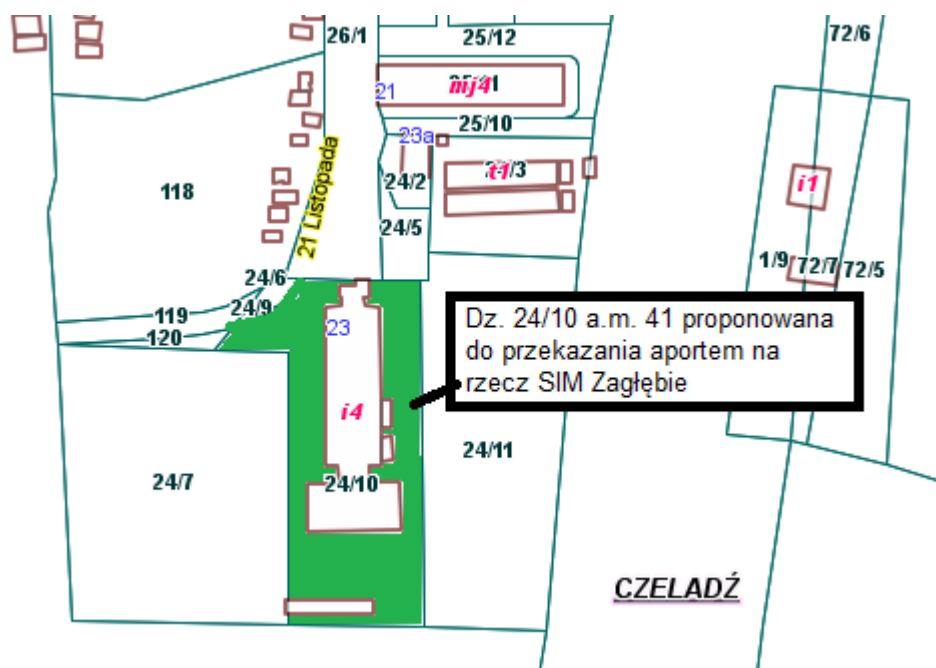 26/1
25/12
72/6
21
mj4
25/10
23a
118
24/2
t1
i1
21 Listopada
24/5
24/6
1/9
72/7
72/5
24/9
119
120
23
Dz. 24/10 a.m. 41 proponowana
do przekazania aportem na
rzecz SIM Zagłębie
i4
24/11
24/7
24/10
CZELADŹ